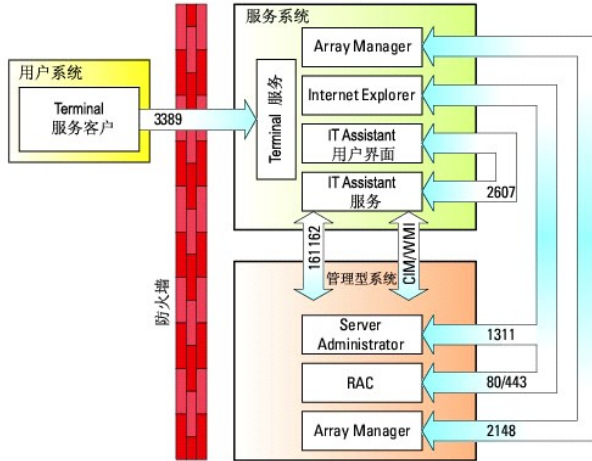 用户系统
Terminal
服务客户
3389
防火墙
服务系统
Terminal 服务
Array Manager
Internet Explorer
IT Assistant
用户界面
IT Assistant
服务
2607
161162
CIM/WMI
管理型系统
Server
Administrator
1311
RAC
80/443
Array Manager
2148